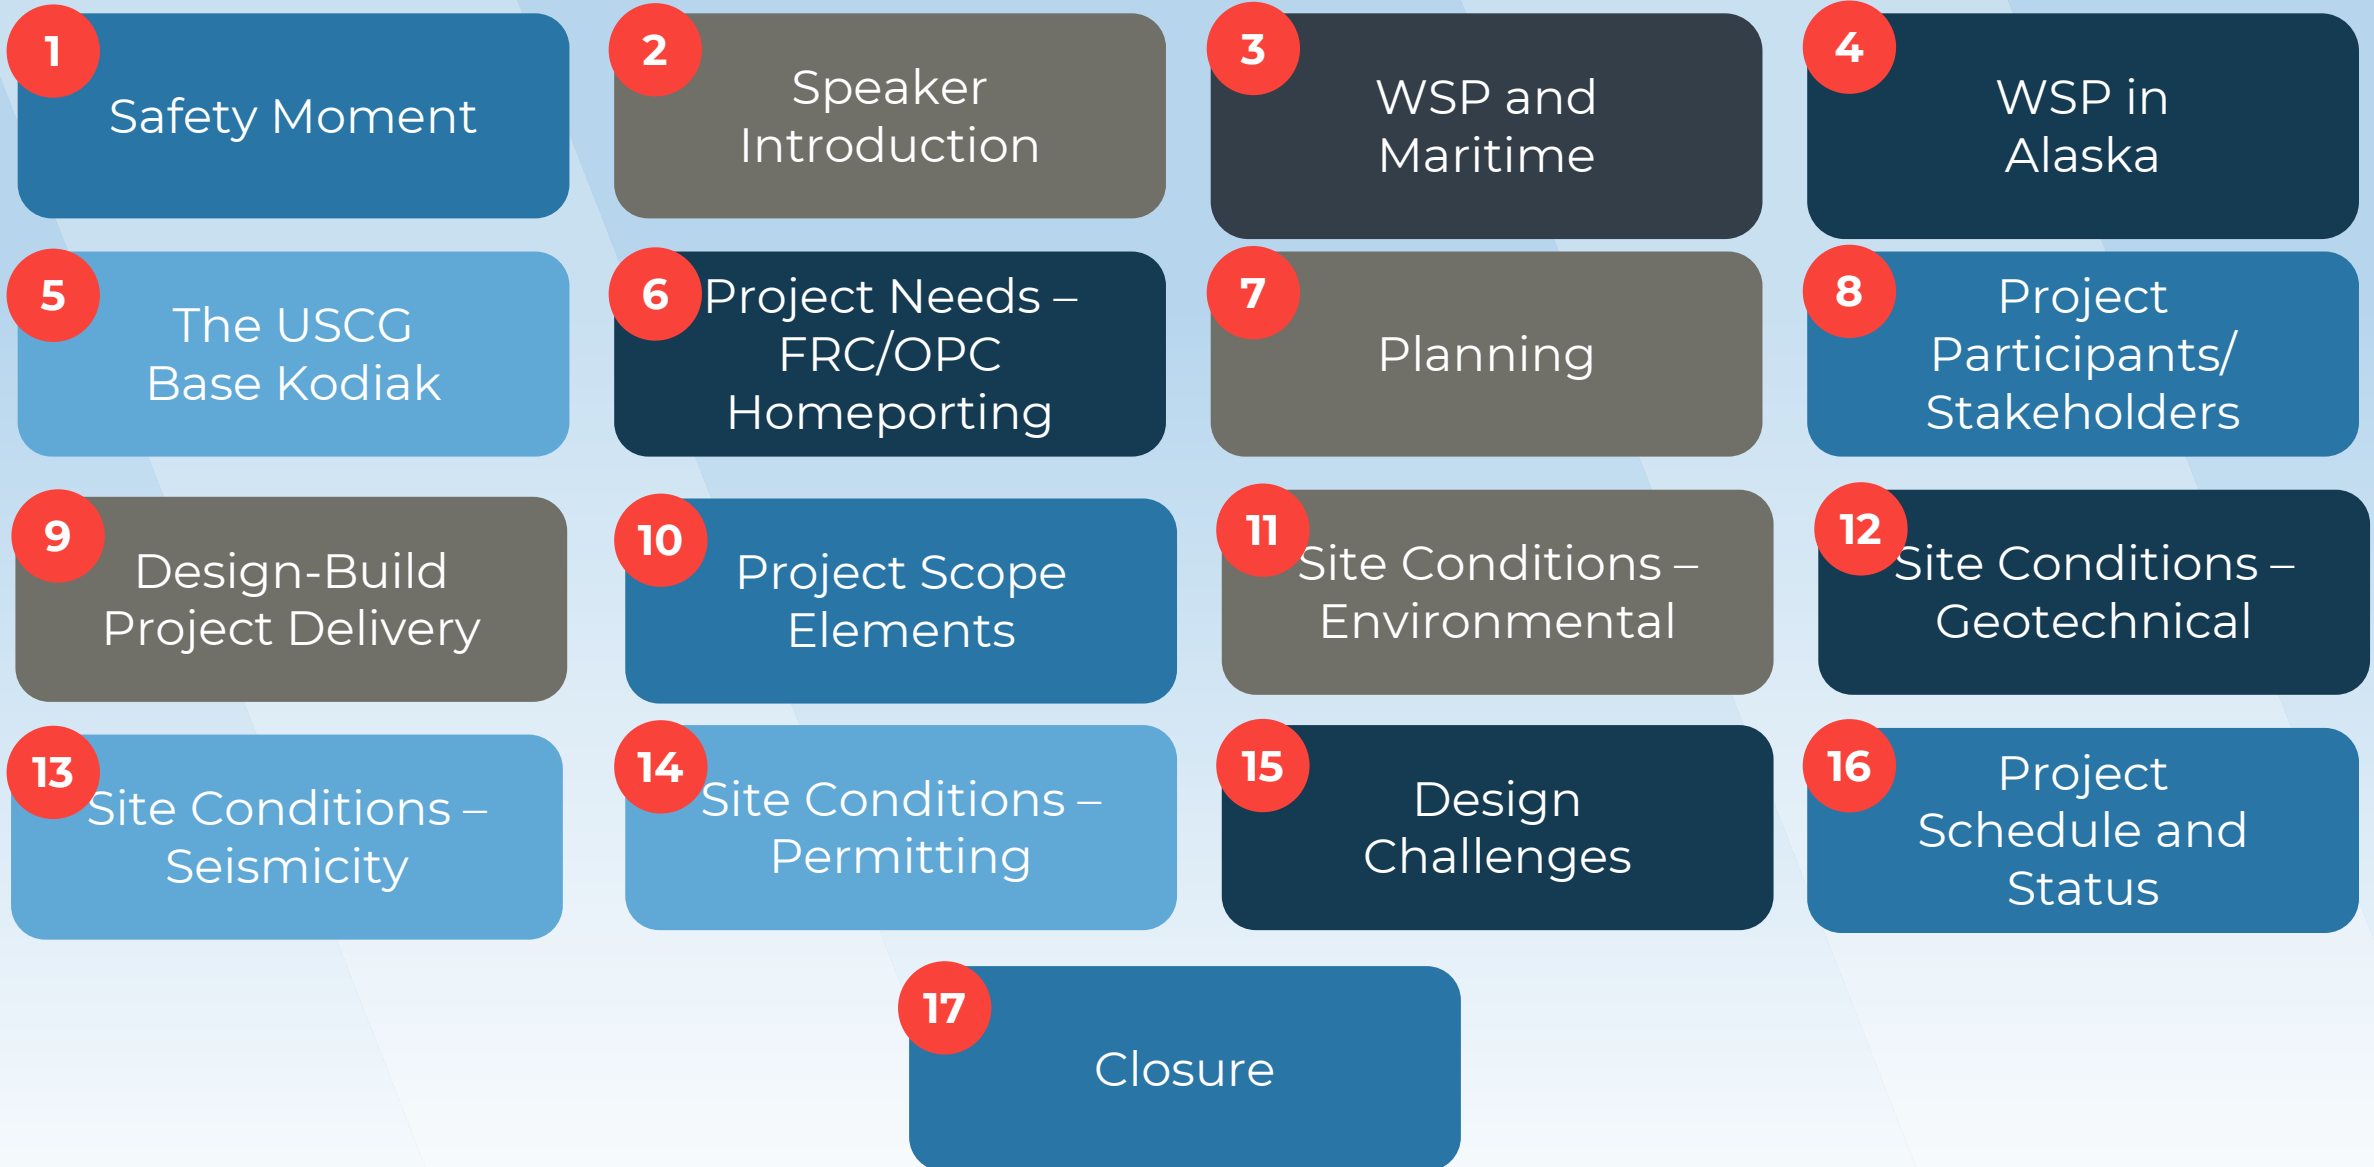 1
Safety Moment
2
Speaker
Introduction
3
WSP and
Maritime
4
WSP in
Alaska
5
The USCG
Base Kodiak
6
Project Needs –
FRC/OPC
Homeporting
7
Planning
8
Project
Participants/
Stakeholders
9
Design-Build
Project Delivery
10
Project Scope
Elements
11
Site Conditions –
Environmental
12
Site Conditions –
Geotechnical
13
Site Conditions –
Seismicity
14
Site Conditions –
Permitting
15
Design
Challenges
16
Project
Schedule and
Status
17
Closure